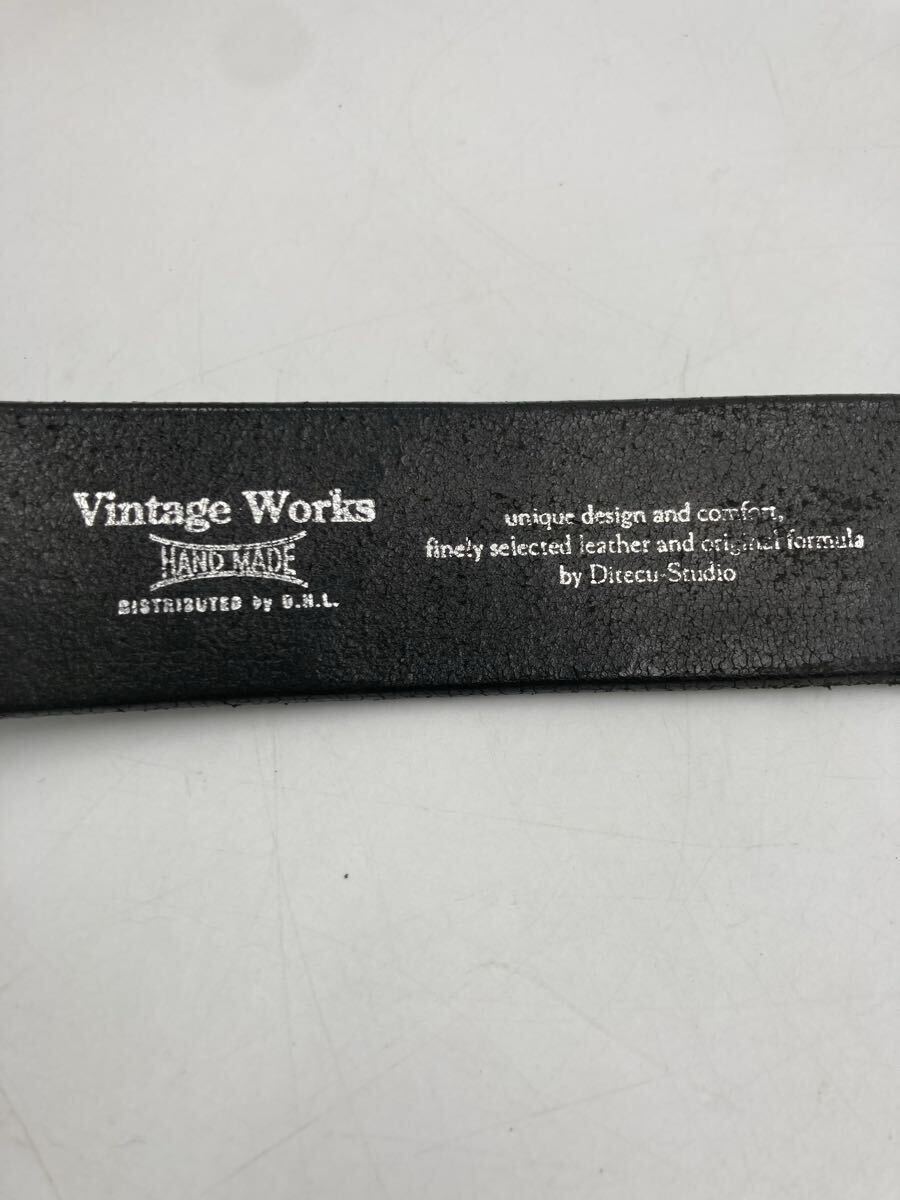 Vintage Works
HAND MADE
DISTRIBUTED by D.H.L.
unique design and comfort,
finely selected leather and original formula
by Ditecu-Studio